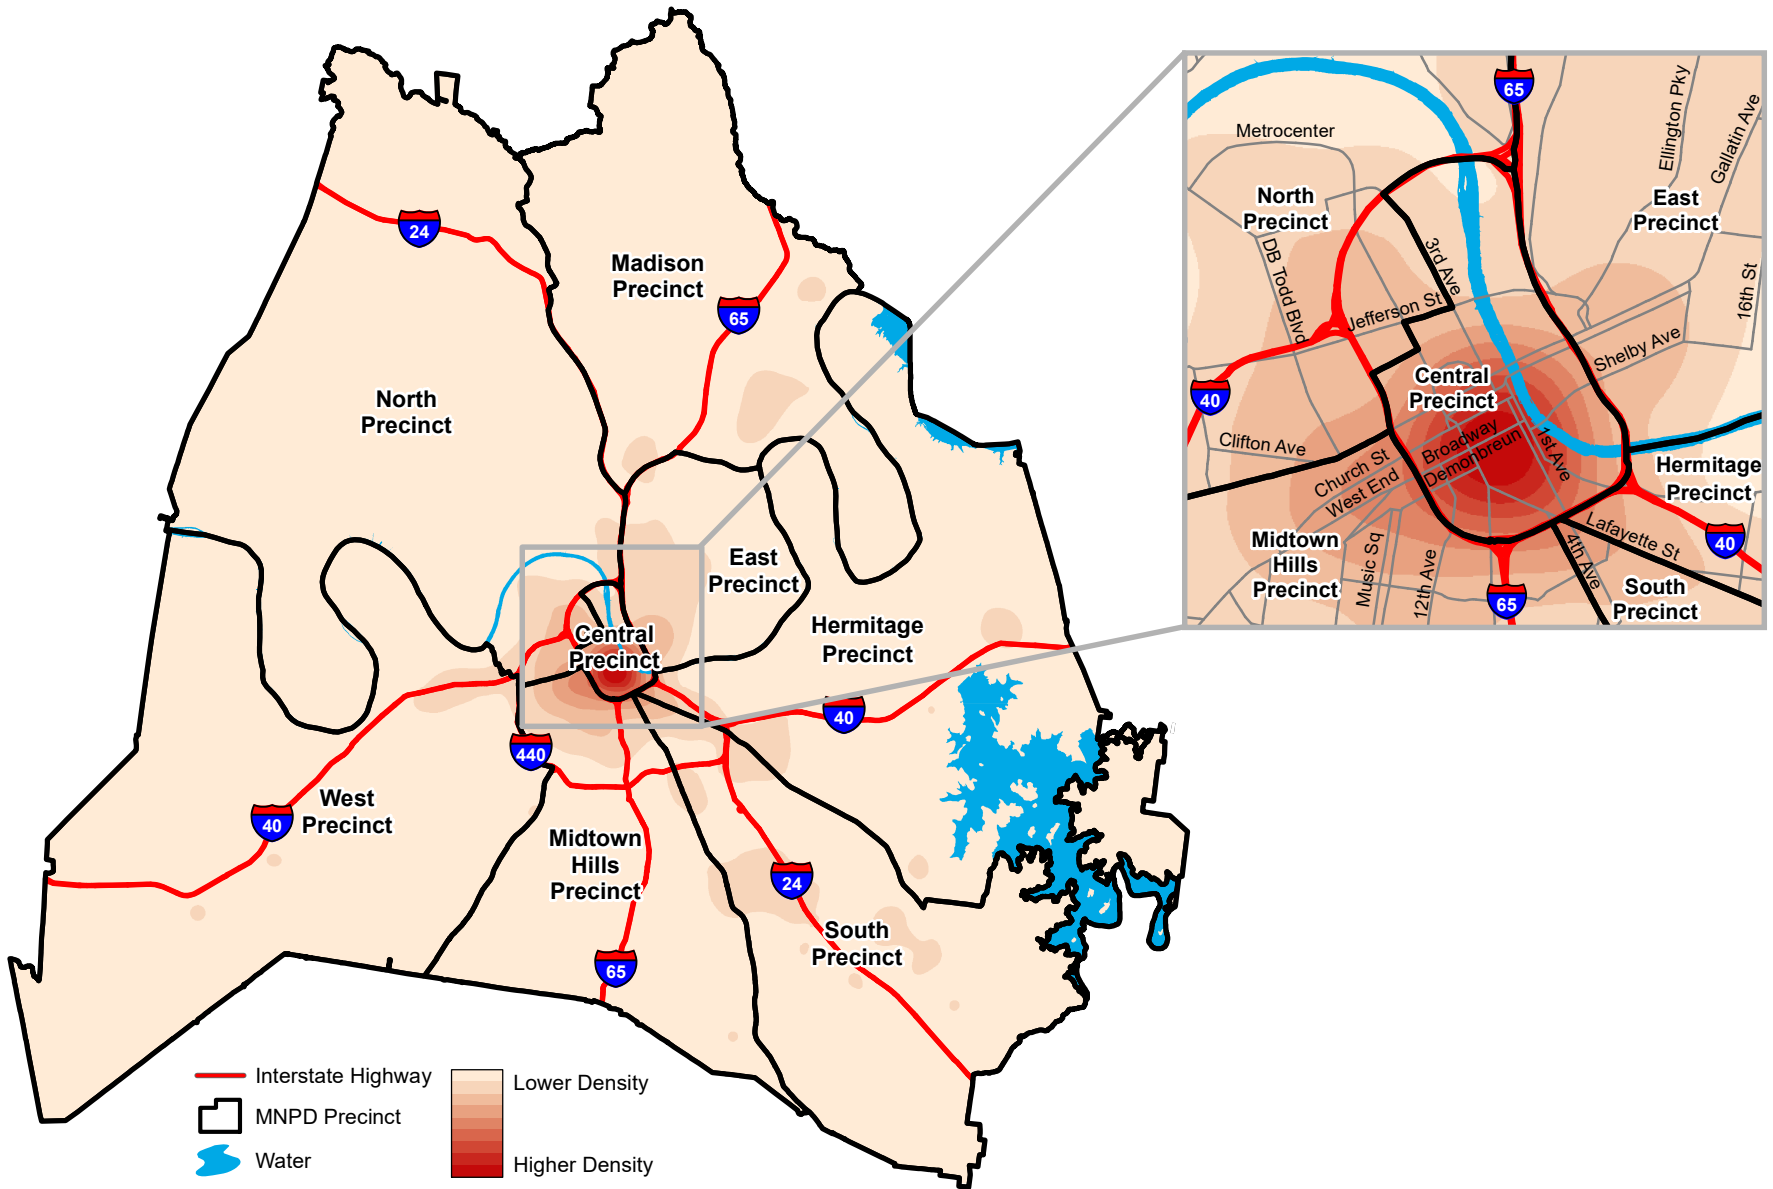 24
Madison
Precinct
65
North
Precinct
East
Precinct
Central
Precinct
Hermitage
Precinct
40
440
West
Precinct
40
Midtown
Hills
Precinct
24
South
Precinct
65
Interstate Highway
MNPD Precinct
Water
Lower Density
Higher Density
65
Metrocenter
Ellington Pky
Gallatin Ave
North
Precinct
East
Precinct
3rd Ave
DB Todd Blvd
16th St
Jefferson St
Shelby Ave
Central
Precinct
40
Clifton Ave
Broadway
Demonbreun
1st Ave
Church St
West End
Hermitage
Precinct
Lafayette St
40
Midtown
Hills
Precinct
Music Sq
12th Ave
4th Ave
65
South
Precinct